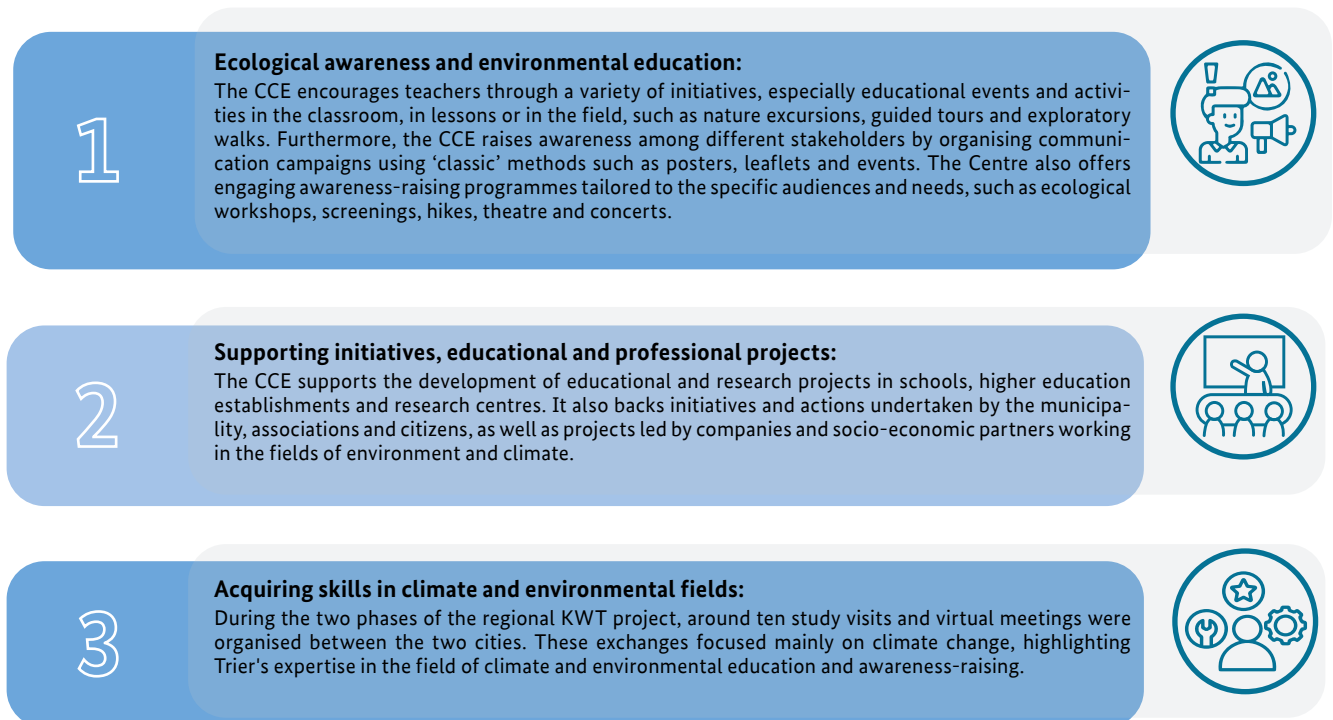 1
Ecological awareness and environmental education:
The CCE encourages teachers through a variety of initiatives, especially educational events and activi-
ties in the classroom, in lessons or in the field, such as nature excursions, guided tours and exploratory
walks. Furthermore, the CCE raises awareness among different stakeholders by organising communi-
cation campaigns using ‘classic’ methods such as posters, leaflets and events. The Centre also offers
engaging awareness-raising programmes tailored to the specific audiences and needs, such as ecological
workshops, screenings, hikes, theatre and concerts.
2
Supporting initiatives, educational and professional projects:
The CCE supports the development of educational and research projects in schools, higher education
establishments and research centres. It also backs initiatives and actions undertaken by the municipa-
lity, associations and citizens, as well as projects led by companies and socio-economic partners working
in the fields of environment and climate.
3
Acquiring skills in climate and environmental fields:
During the two phases of the regional KWT project, around ten study visits and virtual meetings were
organised between the two cities. These exchanges focused mainly on climate change, highlighting
Trier's expertise in the field of climate and environmental education and awareness-raising.